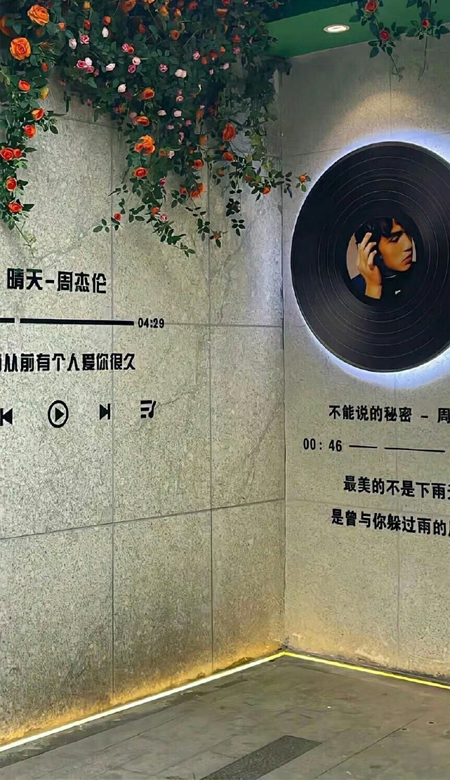 晴天-周杰伦
04:29
从前有个人爱你很久
不能说的秘密 - 周
00: 46
最美的不是下雨
是曾与你躲过雨的